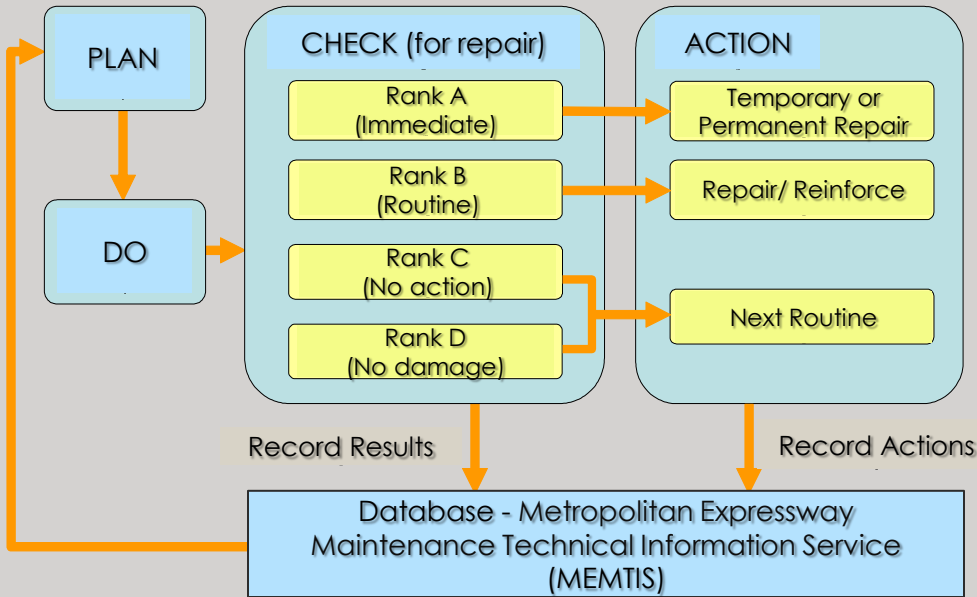 PLAN
DO
CHECK (for repair)
Rank A
(Immediate)
Rank B
(Routine)
Rank C
(No action)
Rank D
(No damage)
ACTION
Temporary or
Permanent Repair
Repair/ Reinforce
Next Routine
Record Results
Record Actions
Database - Metropolitan Expressway
Maintenance Technical Information Service
(MEMTIS)